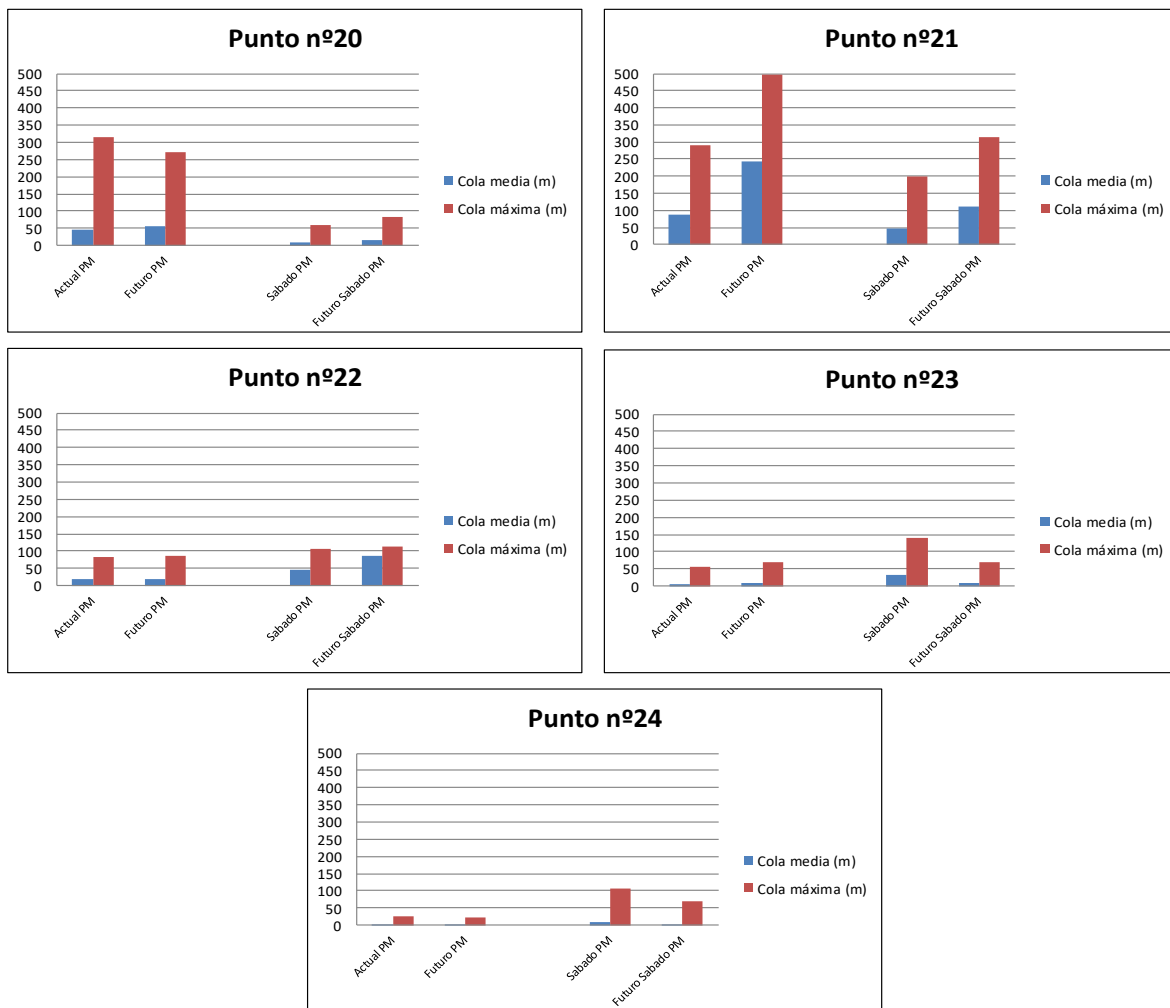 Punto nº20
500
450
400
350
300
250
200
150
100
50
0
Cola media (m)
Cola máxima (m)
Actual PM
Futuro PM
Sabado PM
Futuro Sabado PM
Punto nº21
500
450
400
350
300
250
200
150
100
50
0
Cola media (m)
Cola máxima (m)
Actual PM
Futuro PM
Sabado PM
Futuro Sabado PM
Punto nº22
500
450
400
350
300
250
200
150
100
50
0
Cola media (m)
Cola máxima (m)
Actual PM
Futuro PM
Sabado PM
Futuro Sabado PM
Punto nº23
500
450
400
350
300
250
200
150
100
50
0
Cola media (m)
Cola máxima (m)
Actual PM
Futuro PM
Sabado PM
Futuro Sabado PM
Punto nº24
500
450
400
350
300
250
200
150
100
50
0
Cola media (m)
Cola máxima (m)
Actual PM
Futuro PM
Sabado PM
Futuro Sabado PM